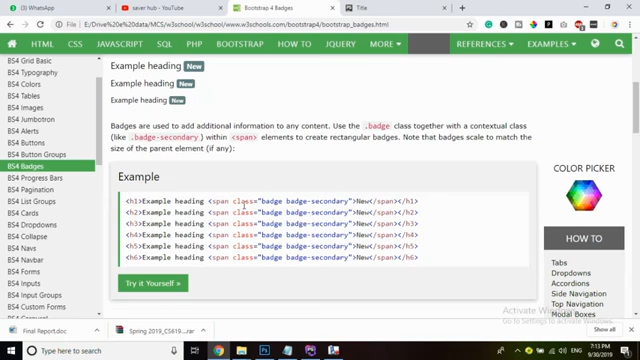 WhatsApp
saver hub - YouTube
Bootstrap 4 Badges
Title
File | D:/Drive%20e%20data/MCS/w3school/w3schools/www.w3schools.com/bootstrap4/bootstrap_badges.html
HTML CSS JAVASCRIPT SQL PHP BOOTSTRAP HOW TO JQUERY MORE REFERENCES EXAMPLES
BS4 Grid Basic
BS4 Typography
BS4 Colors
BS4 Tables
BS4 Images
BS4 Jumbotron
BS4 Alerts
BS4 Buttons
BS4 Button Groups
BS4 Badges
BS4 Progress Bars
BS4 Pagination
BS4 List Groups
BS4 Cards
BS4 Dropdowns
BS4 Collapse
BS4 Navs
BS4 Navbar
BS4 Forms
BS4 Inputs
BS4 Input Groups
Example heading New
Example heading New
Example heading New
Badges are used to add additional information to any content. Use the .badge class together with a contextual class
(like .badge-secondary) within <span> elements to create rectangular badges. Note that badges scale to match the
size of the parent element (if any):
Example
<h1>Example heading <span class="badge badge-secondary">New</span></h1>
<h2>Example heading <span class="badge badge-secondary">New</span></h2>
<h3>Example heading <span class="badge badge-secondary">New</span></h3>
<h4>Example heading <span class="badge badge-secondary">New</span></h4>
<h5>Example heading <span class="badge badge-secondary">New</span></h5>
<h6>Example heading <span class="badge badge-secondary">New</span></h6>
Try it Yourself »
COLOR PICKER
HOW TO
Tabs
Dropdowns
Accordions
Side Navigation
Top Navigation
Modal Boxes
Activate Windows
Go to Settings to activate Windows.
Final Report.doc
Spring 2019_CS619....rar
Show all
Type here to search
ENG
7:13 PM
9/30/2019